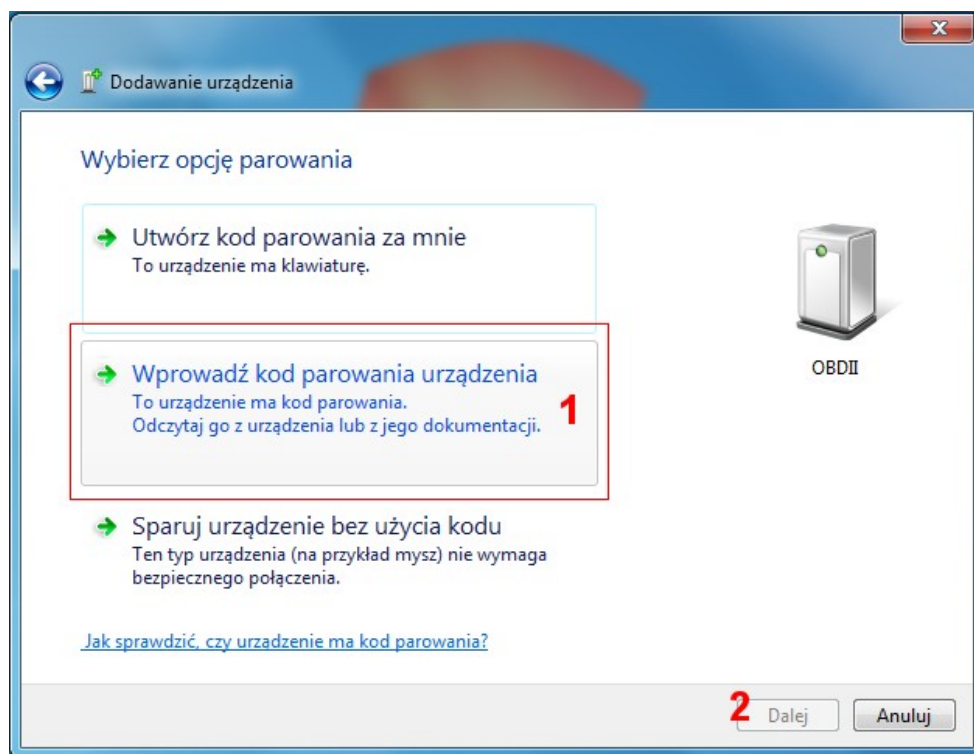 Dodawanie urządzenia
Wybierz opcję parowania
Utwórz kod parowania za mnie
To urządzenie ma klawiaturę.
Wprowadź kod parowania urządzenia
To urządzenie ma kod parowania.
Odczytaj go z urządzenia lub z jego dokumentacji.
1
OBDII
Sparuj urządzenie bez użycia kodu
Ten typ urządzenia (na przykład mysz) nie wymaga
bezpiecznego połączenia.
Jak sprawdzić, czy urządzenie ma kod parowania?
2
Dalej
Anuluj